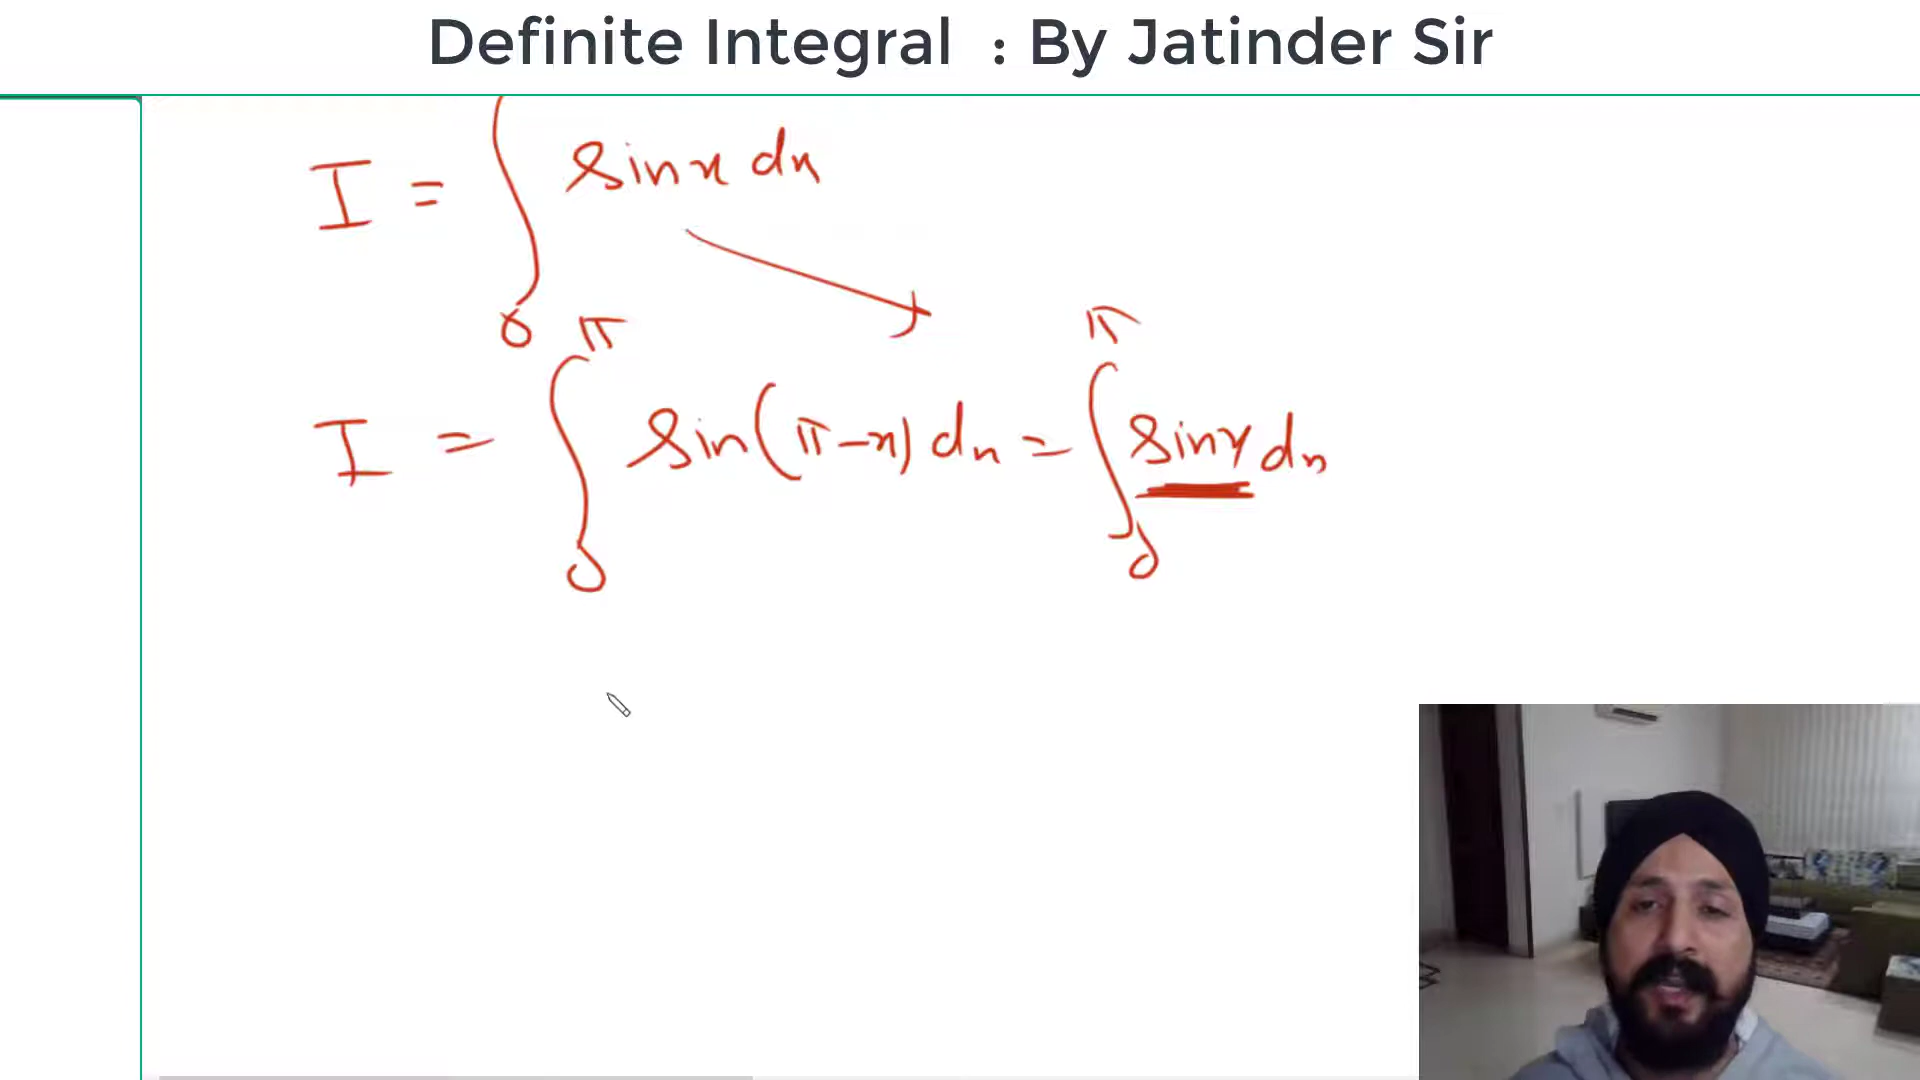 Definite Integral : By Jatinder Sir
I = ∫₀ sinx dx
I = ∫₀^π sin(π-x) dx = ∫₀^π sinx dx